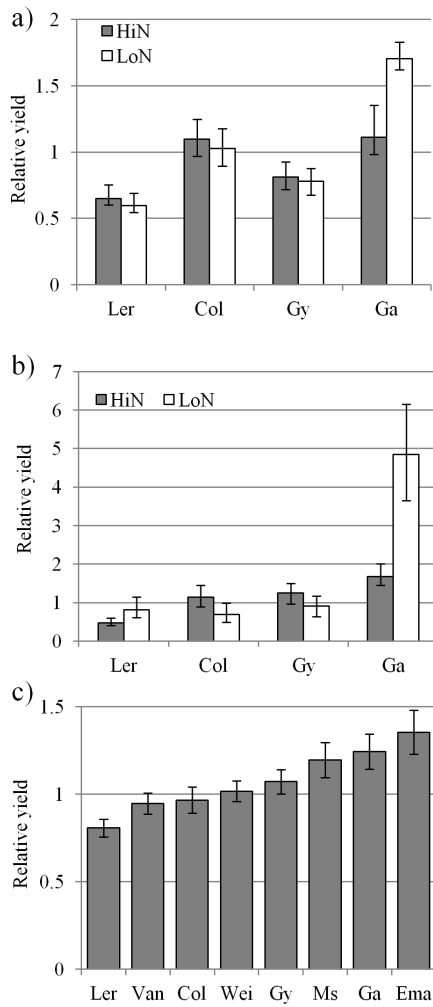 a)
HiN
LoN
Relative yield
2
1.5
1
0.5
0
Ler Col Gy Ga
b)
HiN LoN
Relative yield
7
6
5
4
3
2
1
0
Ler Col Gy Ga
c)
Relative yield
1.5
1
0.5
0
Ler Van Col Wei Gy Ms Ga Ema